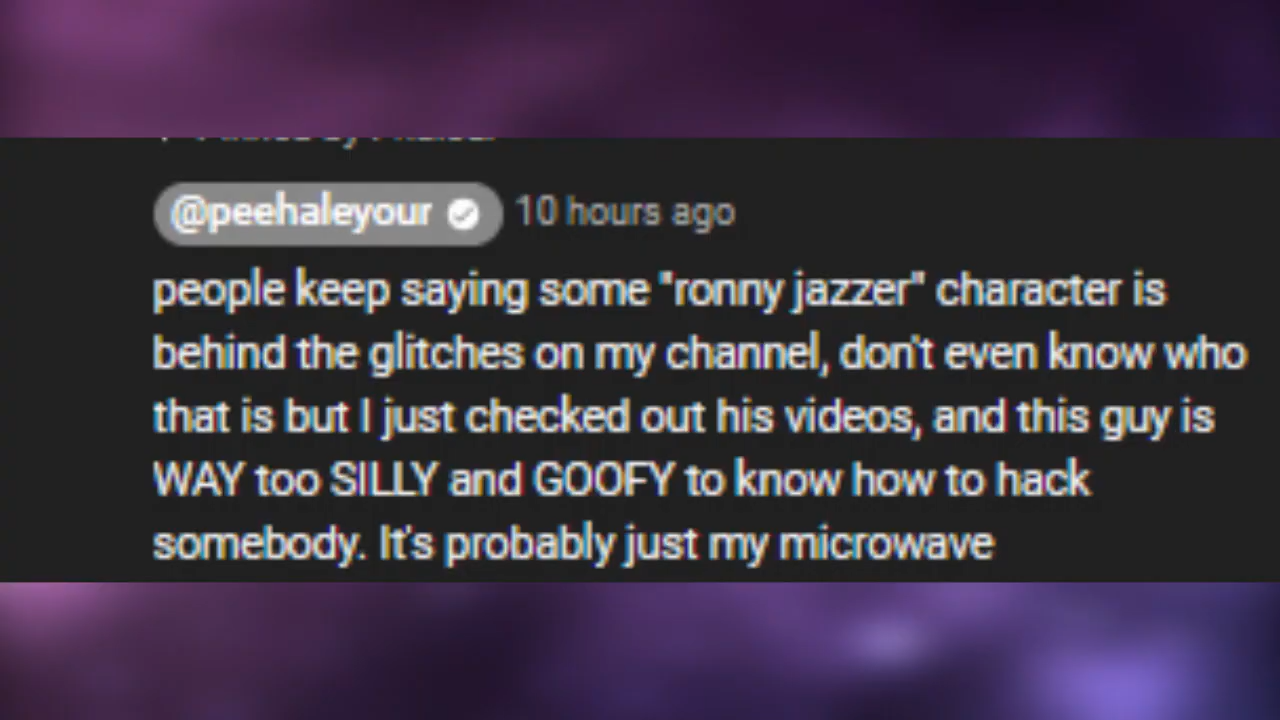 @peehaleyour 10 hours ago
people keep saying some "ronny jazzer" character is
behind the glitches on my channel, don't even know who
that is but I just checked out his videos, and this guy is
WAY too SILLY and GOOFY to know how to hack
somebody. It's probably just my microwave